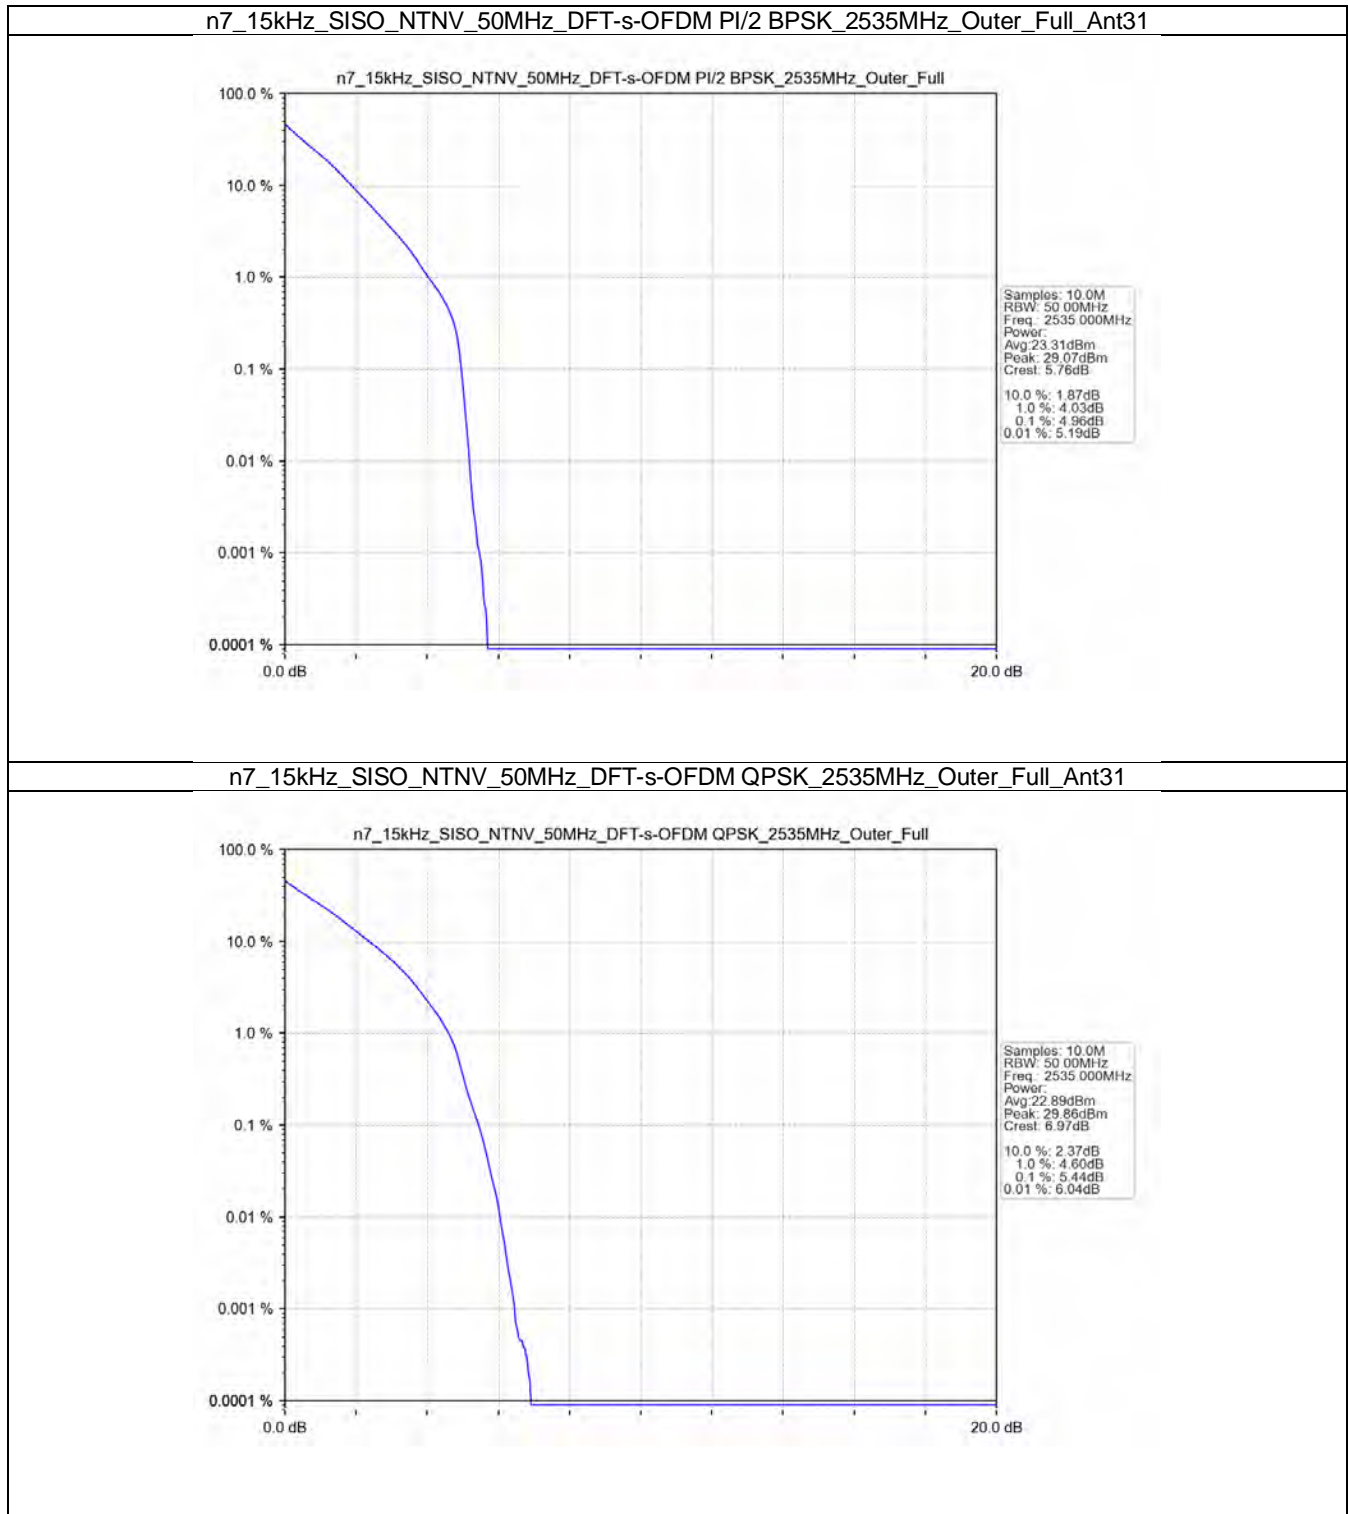 n7_15kHz_SISO_NTNV_50MHz_DFT-s-OFDM PI/2 BPSK_2535MHz_Outer_Full_Ant31
n7_15kHz_SISO_NTNV_50MHz_DFT-s-OFDM PI/2 BPSK_2535MHz_Outer_Full
100.0 %
10.0 %
1.0 %
0.1 %
0.01 %
0.001 %
0.0001 %
0.0 dB
20.0 dB
Samples: 10.0M
RBW: 50.00MHz
Freq.: 2535.000MHz
Power:
Avg:23.31dBm
Peak: 29.07dBm
Crest: 5.76dB
10.0 %: 1.87dB
1.0 %: 4.03dB
0.1 %: 4.96dB
0.01 %: 5.19dB
n7_15kHz_SISO_NTNV_50MHz_DFT-s-OFDM QPSK_2535MHz_Outer_Full_Ant31
n7_15kHz_SISO_NTNV_50MHz_DFT-s-OFDM QPSK_2535MHz_Outer_Full
100.0 %
10.0 %
1.0 %
0.1 %
0.01 %
0.001 %
0.0001 %
0.0 dB
20.0 dB
Samples: 10.0M
RBW: 50.00MHz
Freq.: 2535.000MHz
Power:
Avg:22.89dBm
Peak: 29.86dBm
Crest: 6.97dB
10.0 %: 2.37dB
1.0 %: 4.60dB
0.1 %: 5.44dB
0.01 %: 6.04dB